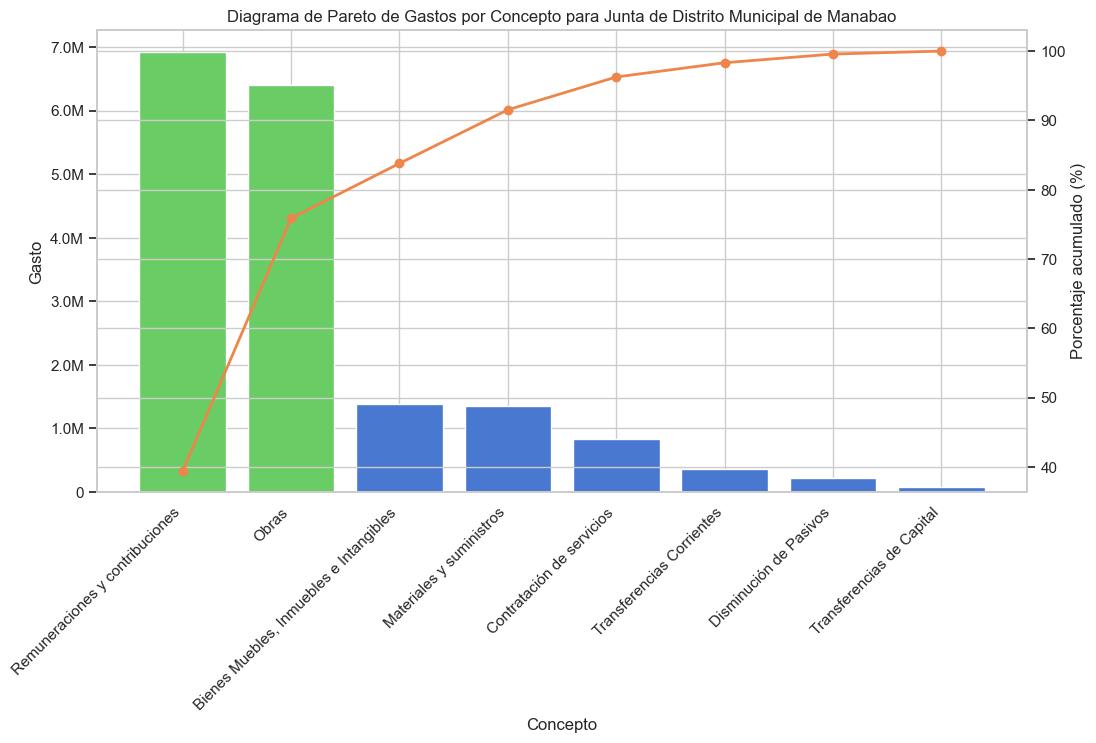 Diagrama de Pareto de Gastos por Concepto para Junta de Distrito Municipal de Manabao
Gasto
7.0M
6.0M
5.0M
4.0M
3.0M
2.0M
1.0M
0
100
90
80
70
60
50
40
Porcentaje acumulado (%)
Remuneraciones y contribuciones
Obras
Bienes Muebles, Inmuebles e Intangibles
Materiales y suministros
Contratación de servicios
Transferencias Corrientes
Disminución de Pasivos
Transferencias de Capital
Concepto